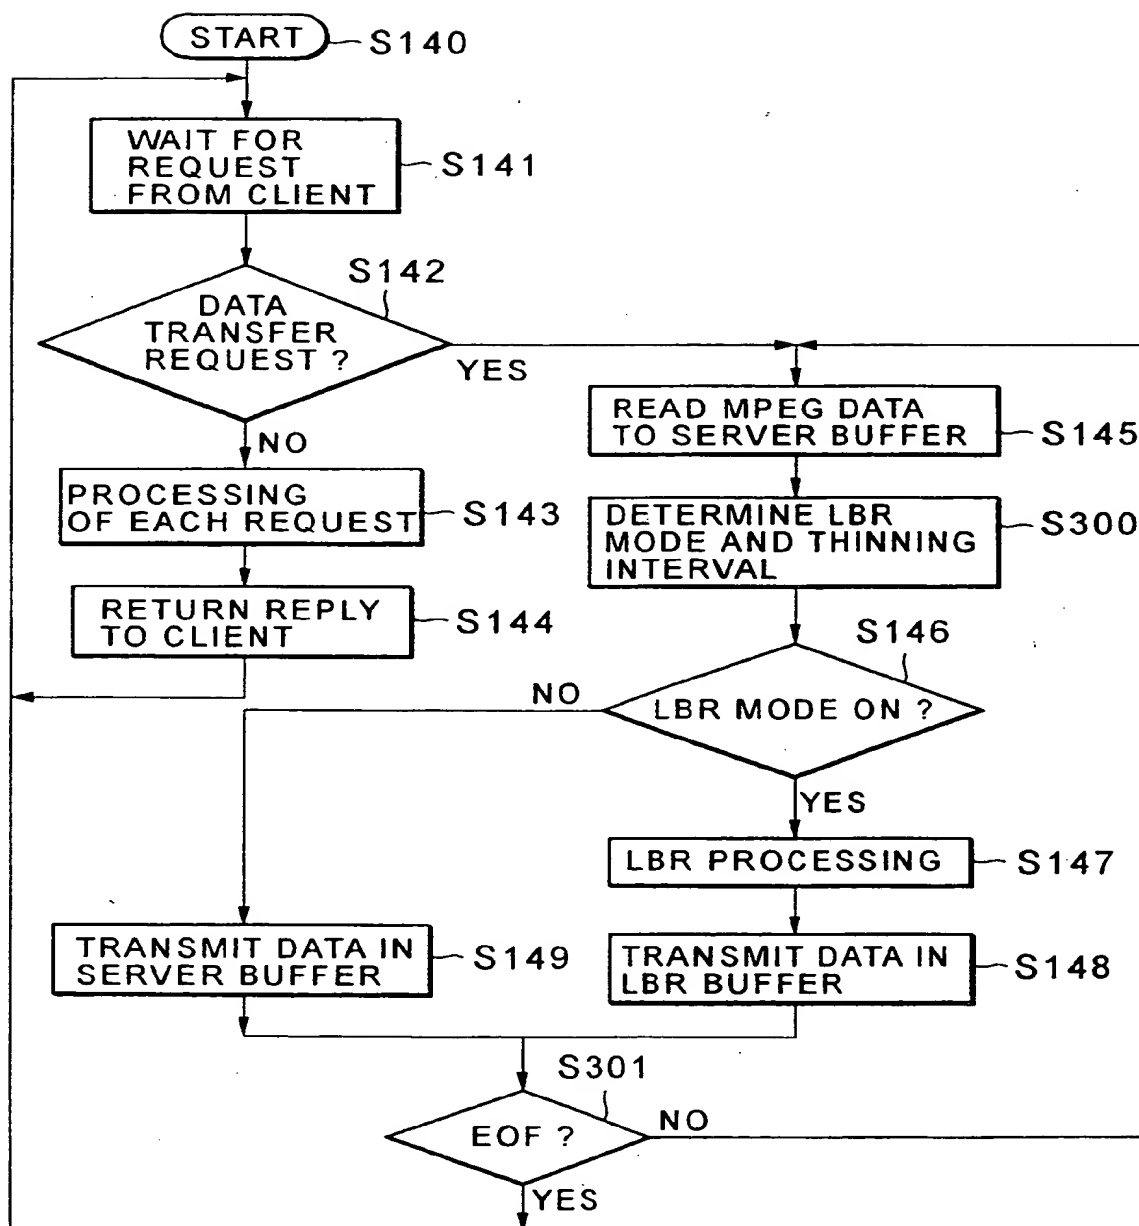 START
S140
WAIT FOR
REQUEST
FROM CLIENT
S141
S142
DATA
TRANSFER
REQUEST ?
YES
NO
READ MPEG DATA
TO SERVER BUFFER
S145
PROCESSING
OF EACH REQUEST
S143
DETERMINE LBR
MODE AND THINNING
INTERVAL
S300
RETURN REPLY
TO CLIENT
S144
S146
LBR MODE ON ?
NO
YES
LBR PROCESSING
S147
TRANSMIT DATA IN
SERVER BUFFER
S149
TRANSMIT DATA IN
LBR BUFFER
S148
S301
EOF ?
NO
YES